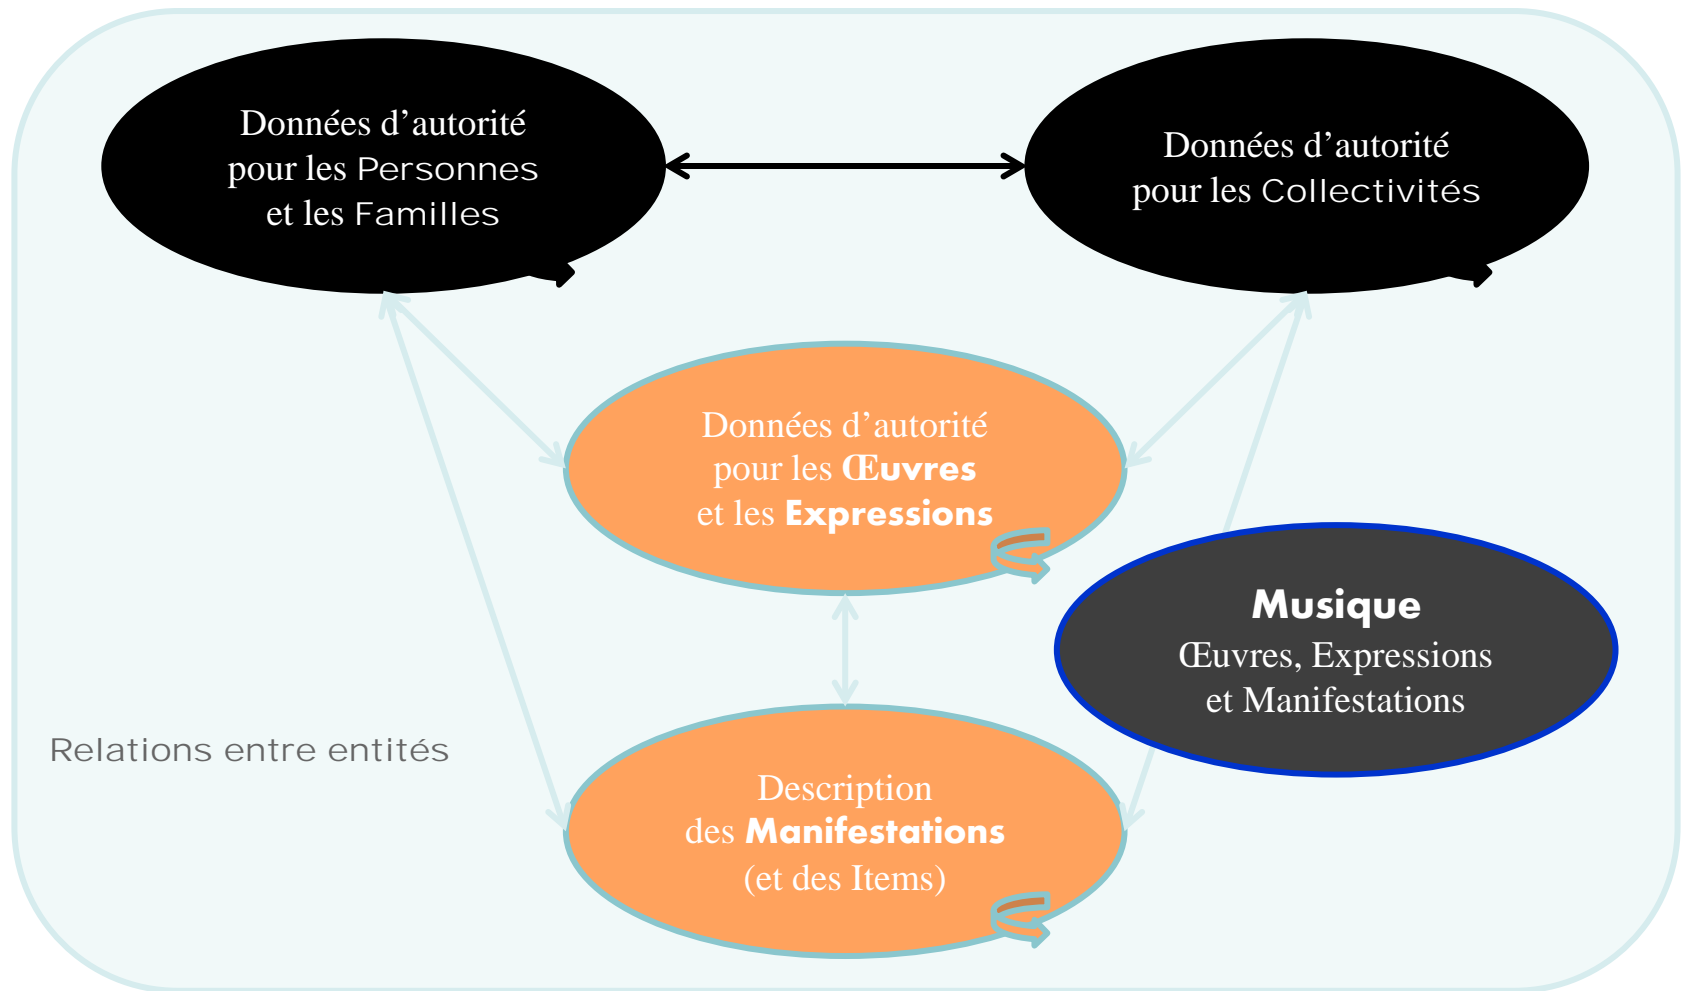 Données d’autorité
pour les Personnes
et les Familles
Données d’autorité
pour les Collectivités
Données d’autorité
pour les Œuvres
et les Expressions
Musique
Œuvres, Expressions
et Manifestations
Relations entre entités
Description
des Manifestations
(et des Items)